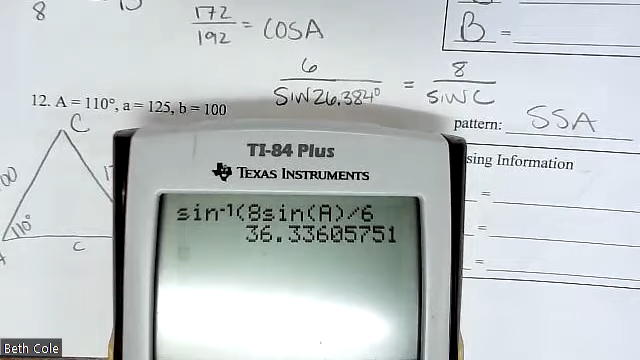 8
172
192 = COSA
B =
6
SIN26.384° = 8
SINC
12. A = 110°, a = 125, b = 100
pattern: SSA
C
110°
c
TI-84 Plus
TEXAS INSTRUMENTS
sin⁻¹(8sin(A)/6
36.33605751
sing Information
=
=
=
Beth Cole